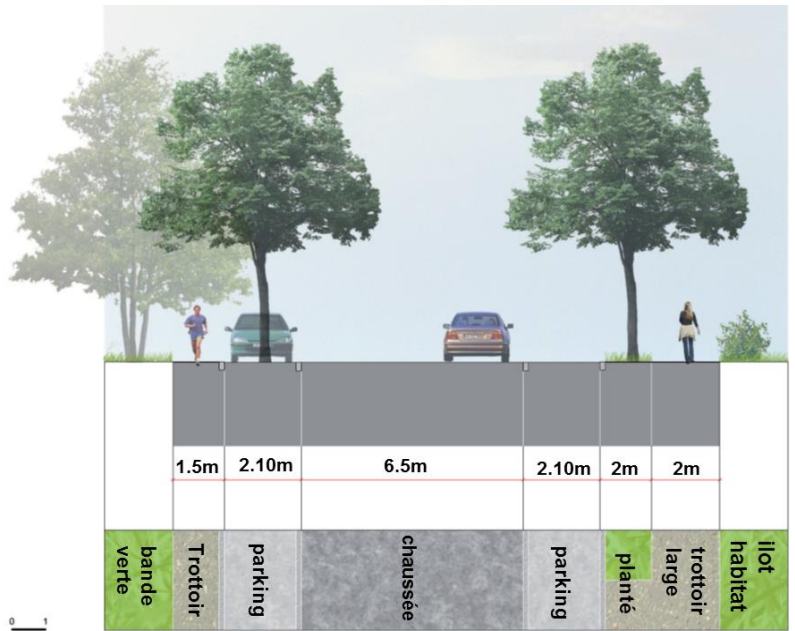 1.5m 2.10m 6.5m 2.10m 2m 2m
bande
verte
Trottoir
parking
chaussée
parking
planté
trottoir
large
ilot
habitat
0 1